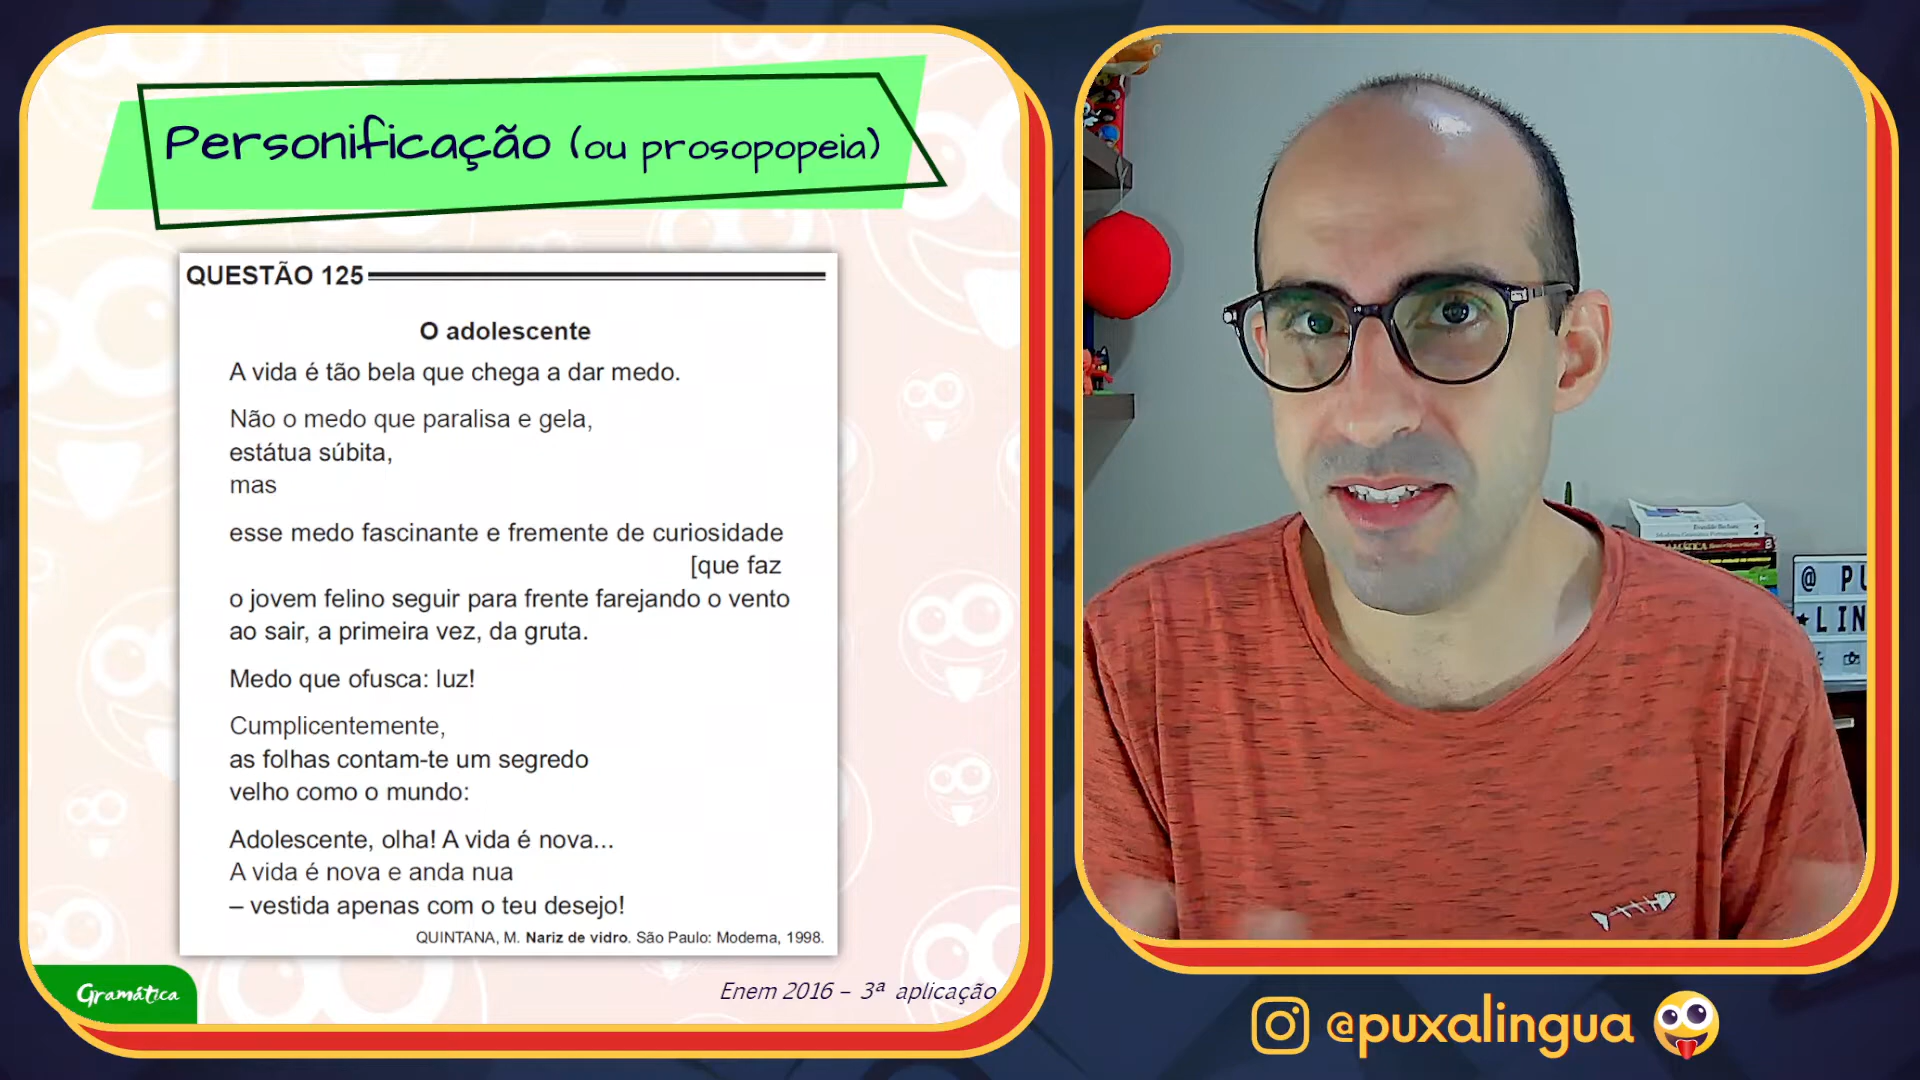 Personificação (ou prosopopeia)
QUESTÃO 125
O adolescente
A vida é tão bela que chega a dar medo.
Não o medo que paralisa e gela,
estátua súbita,
mas
esse medo fascinante e fremente de curiosidade
[que faz
o jovem felino seguir para frente farejando o vento
ao sair, a primeira vez, da gruta.
Medo que ofusca: luz!
Cumplicentemente,
as folhas contam-te um segredo
velho como o mundo:
Adolescente, olha! A vida é nova...
A vida é nova e anda nua
– vestida apenas com o teu desejo!
QUINTANA, M. Nariz de vidro. São Paulo: Moderna, 1998.
Gramática
Enem 2016 – 3ª aplicação
@ PU
★LIN
@puxalingua